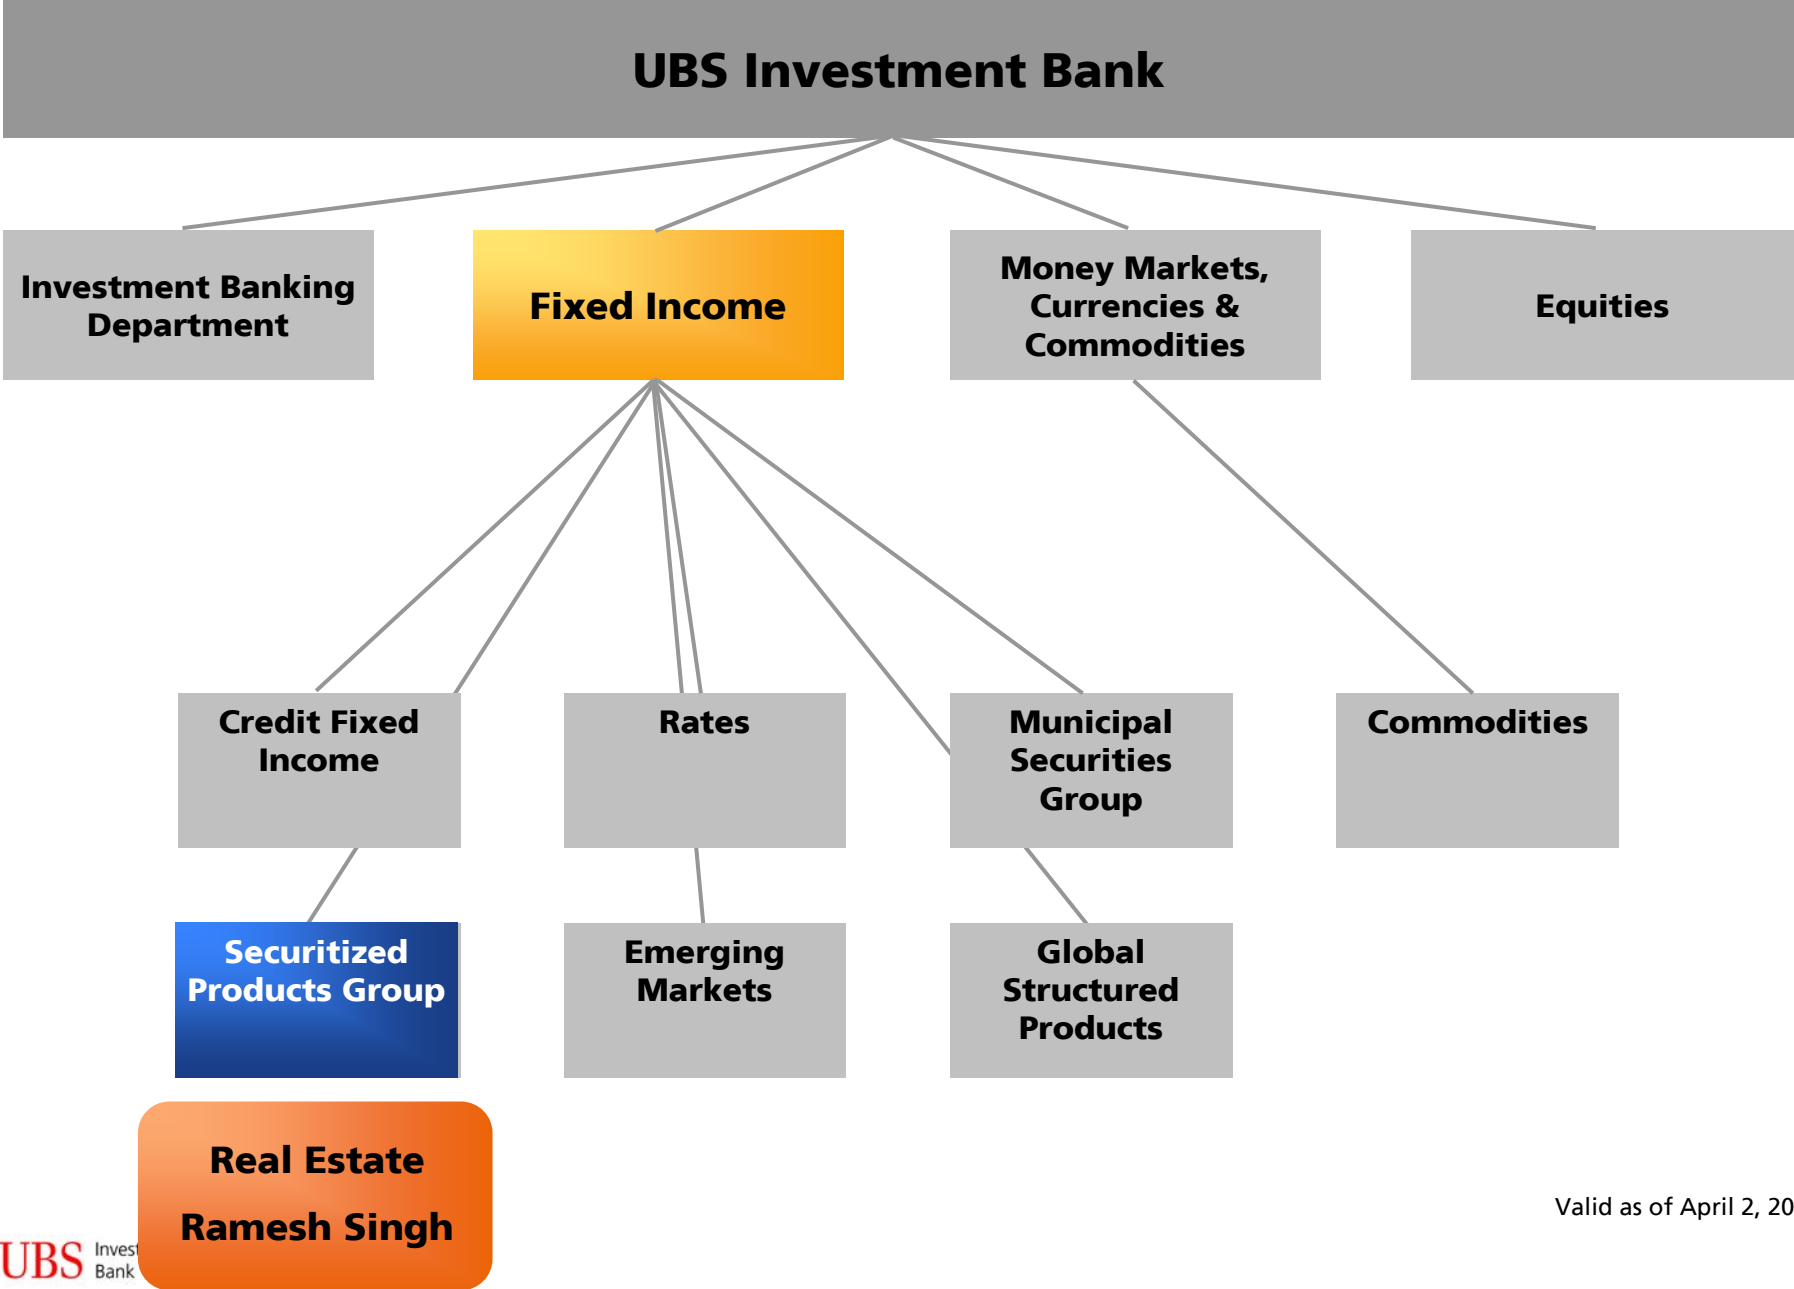 UBS Investment Bank
Investment Banking
Department
Fixed Income
Money Markets,
Currencies &
Commodities
Equities
Credit Fixed
Income
Rates
Municipal
Securities
Group
Commodities
Securitized
Products Group
Emerging
Markets
Global
Structured
Products
Real Estate
Ramesh Singh
Valid as of April 2, 20
UBS
Invest
Bank